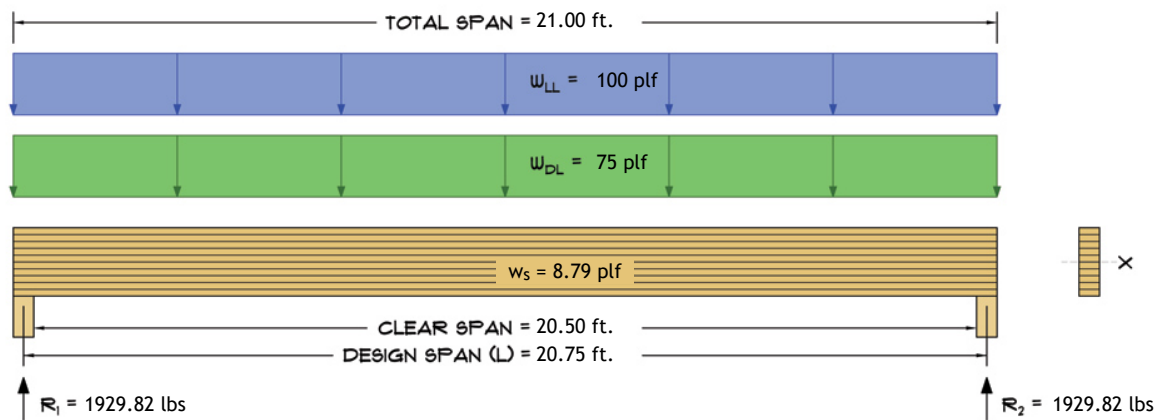 TOTAL SPAN = 21.00 ft.
wLL = 100 plf
wDL = 75 plf
wS = 8.79 plf
X
CLEAR SPAN = 20.50 ft.
DESIGN SPAN (L) = 20.75 ft.
R1 = 1929.82 lbs R2 = 1929.82 lbs